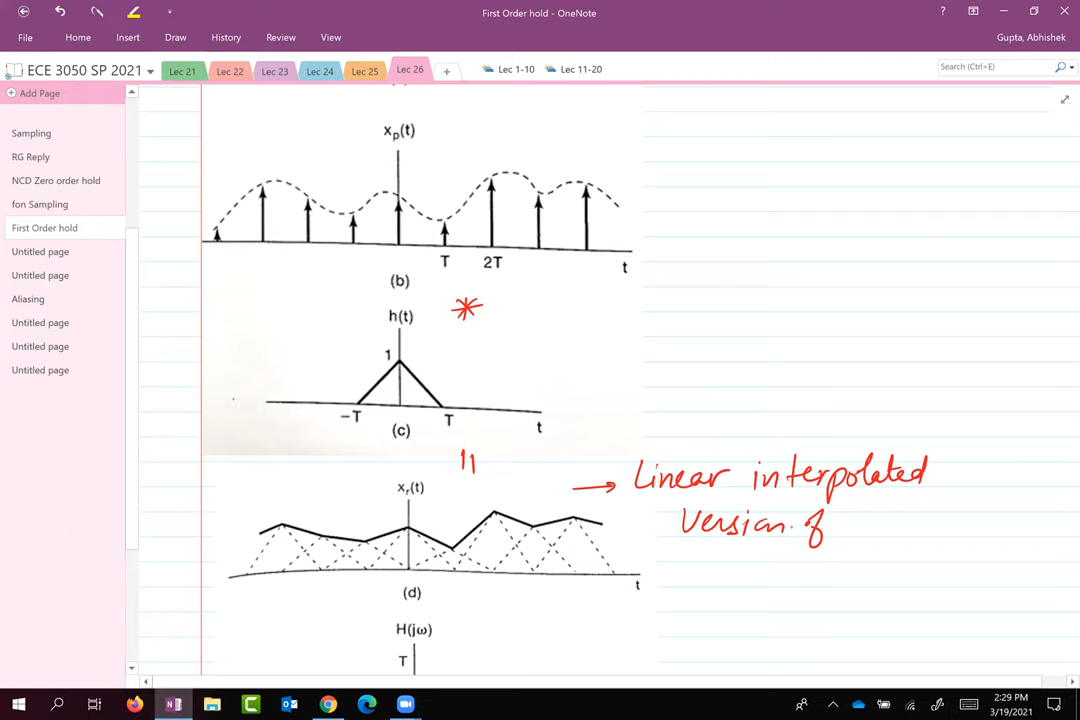 First Order hold - OneNote
Gupta, Abhishek
File Home Insert Draw History Review View
ECE 3050 SP 2021
Lec 21 Lec 22 Lec 23 Lec 24 Lec 25 Lec 26 + Lec 1-10 Lec 11-20
Search (Ctrl+E)
Add Page
Sampling
RG Reply
NCD Zero order hold
fon Sampling
First Order hold
Untitled page
Untitled page
Aliasing
Untitled page
Untitled page
Untitled page
xp(t)
T 2T t
(b)
*
h(t)
1
-T T t
(c)
=
xr(t)
→ Linear interpolated
version of
t
(d)
H(jω)
T
2:29 PM
3/19/2021